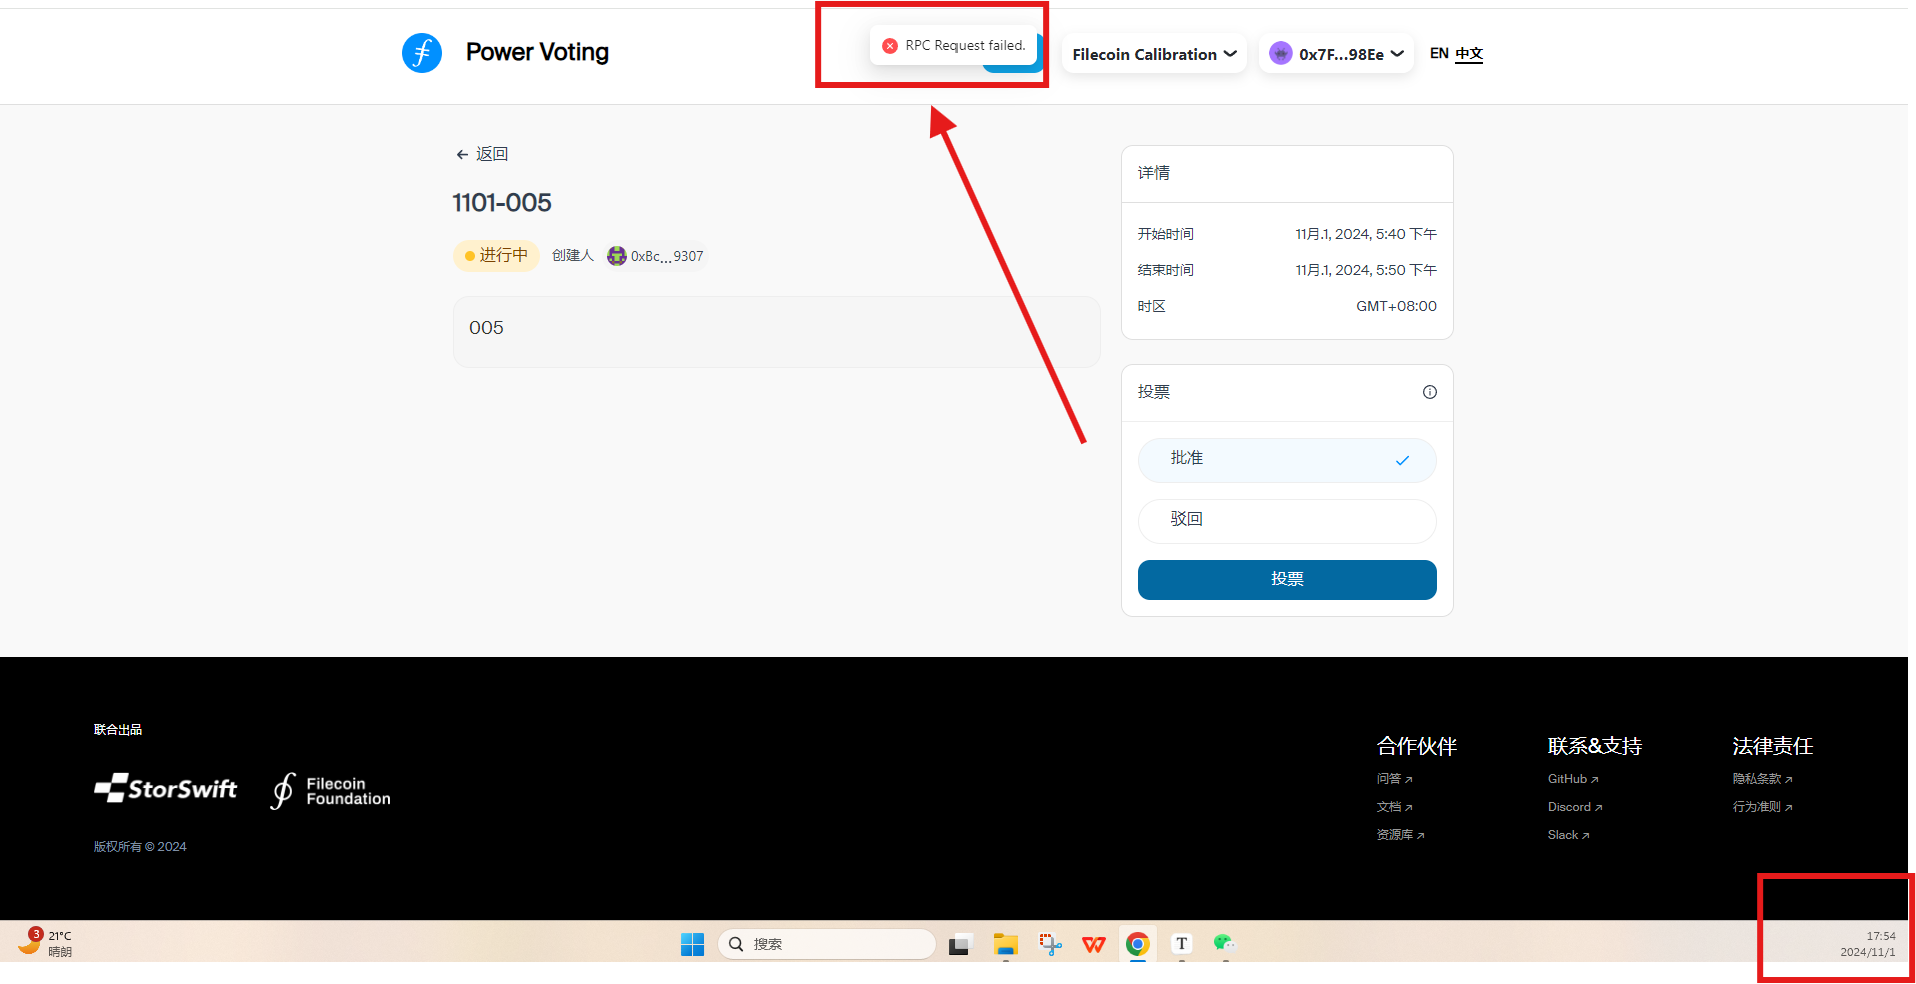 Power Voting
RPC Request failed.
Filecoin Calibration
0x7F...98Ee
EN 中文
← 返回
1101-005
进行中 创建人 0xBc...9307
005
详情
开始时间 11月.1, 2024, 5:40 下午
结束时间 11月.1, 2024, 5:50 下午
时区 GMT+08:00
投票
批准
驳回
投票
联合出品
StorSwift
Filecoin
Foundation
版权所有 © 2024
合作伙伴
问答
文档
资源库
联系&支持
GitHub
Discord
Slack
法律责任
隐私条款
行为准则
3
21°C
晴朗
搜索
T
17:54
2024/11/1